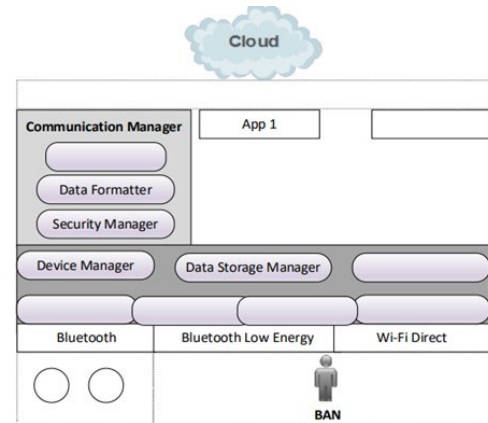 Cloud
Communication Manager
App 1
Data Formatter
Security Manager
Device Manager
Data Storage Manager
Bluetooth
Bluetooth Low Energy
Wi-Fi Direct
BAN